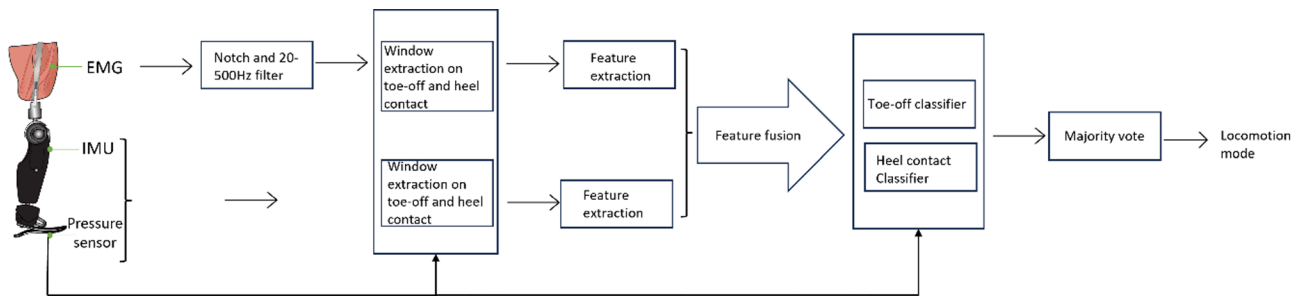 EMG
IMU
Pressure
sensor
Notch and 20-
500Hz filter
Window
extraction on
toe-off and heel
contact
Window
extraction on
toe-off and heel
contact
Feature
extraction
Feature
extraction
Feature fusion
Toe-off classifier
Heel contact
Classifier
Majority vote
Locomotion
mode